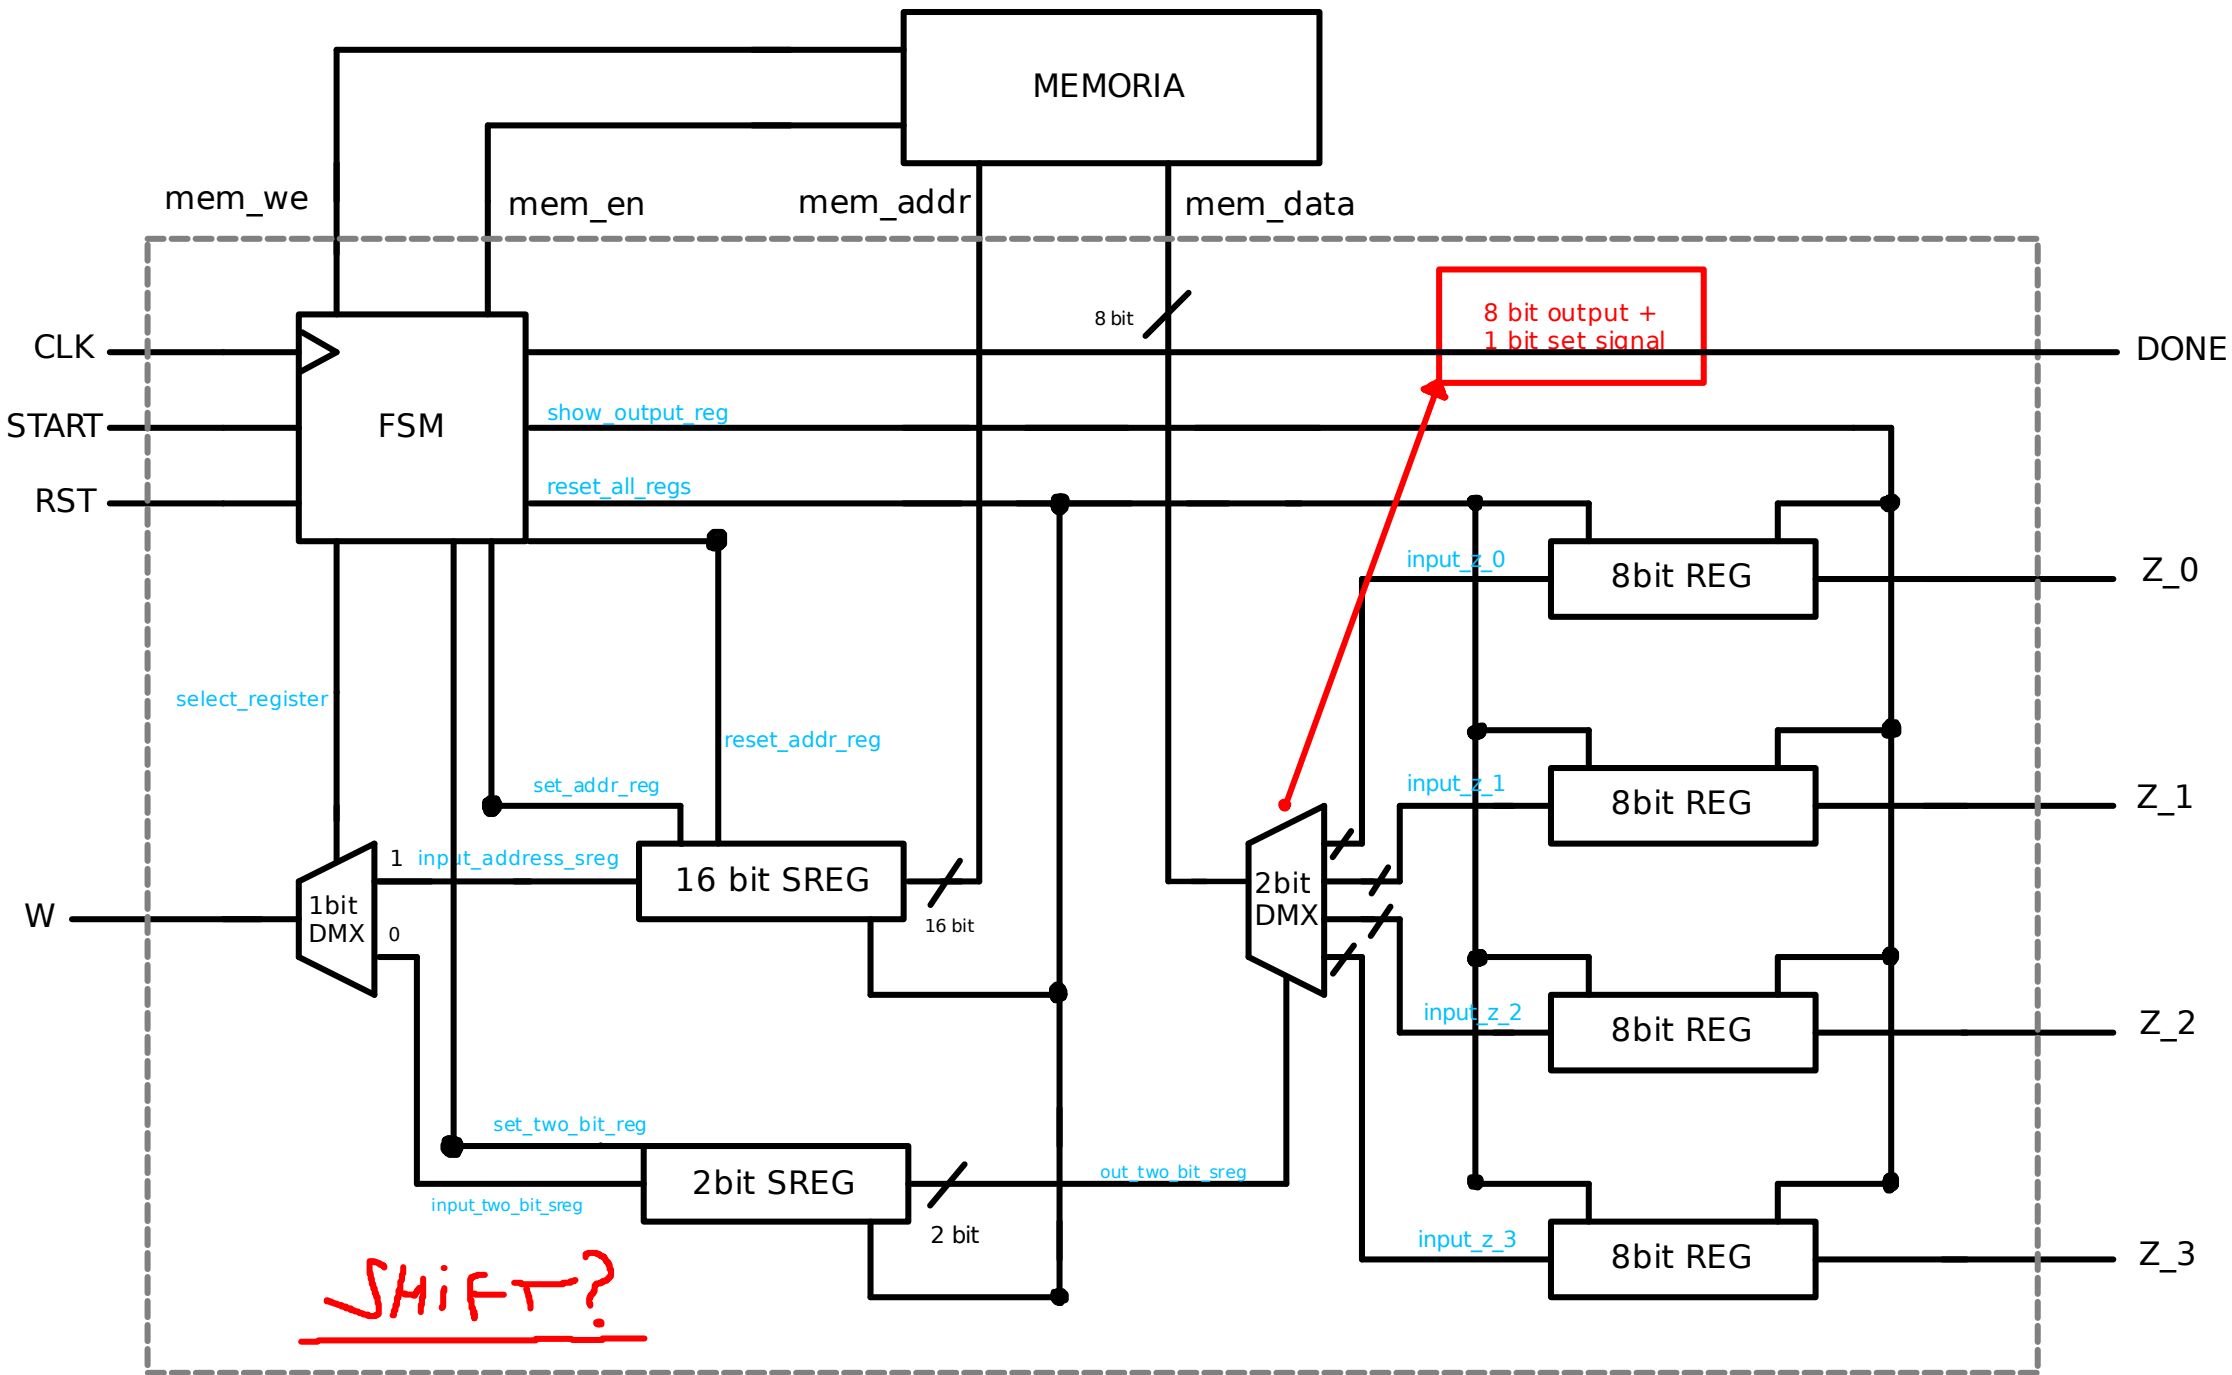 MEMORIA
mem_we
mem_en
mem_addr
mem_data
8 bit output +
1 bit set signal
8 bit
CLK
DONE
START
FSM
show_output_reg
RST
reset_all_regs
input_z_0
8bit REG
Z_0
select_register
reset_addr_reg
set_addr_reg
input_z_1
8bit REG
Z_1
1
input_address_sreg
16 bit SREG
2bit
DMX
W
1bit
DMX
0
16 bit
input_z_2
8bit REG
Z_2
set_two_bit_reg
2bit SREG
out_two_bit_sreg
input_two_bit_sreg
2 bit
input_z_3
8bit REG
Z_3
SHiFT?